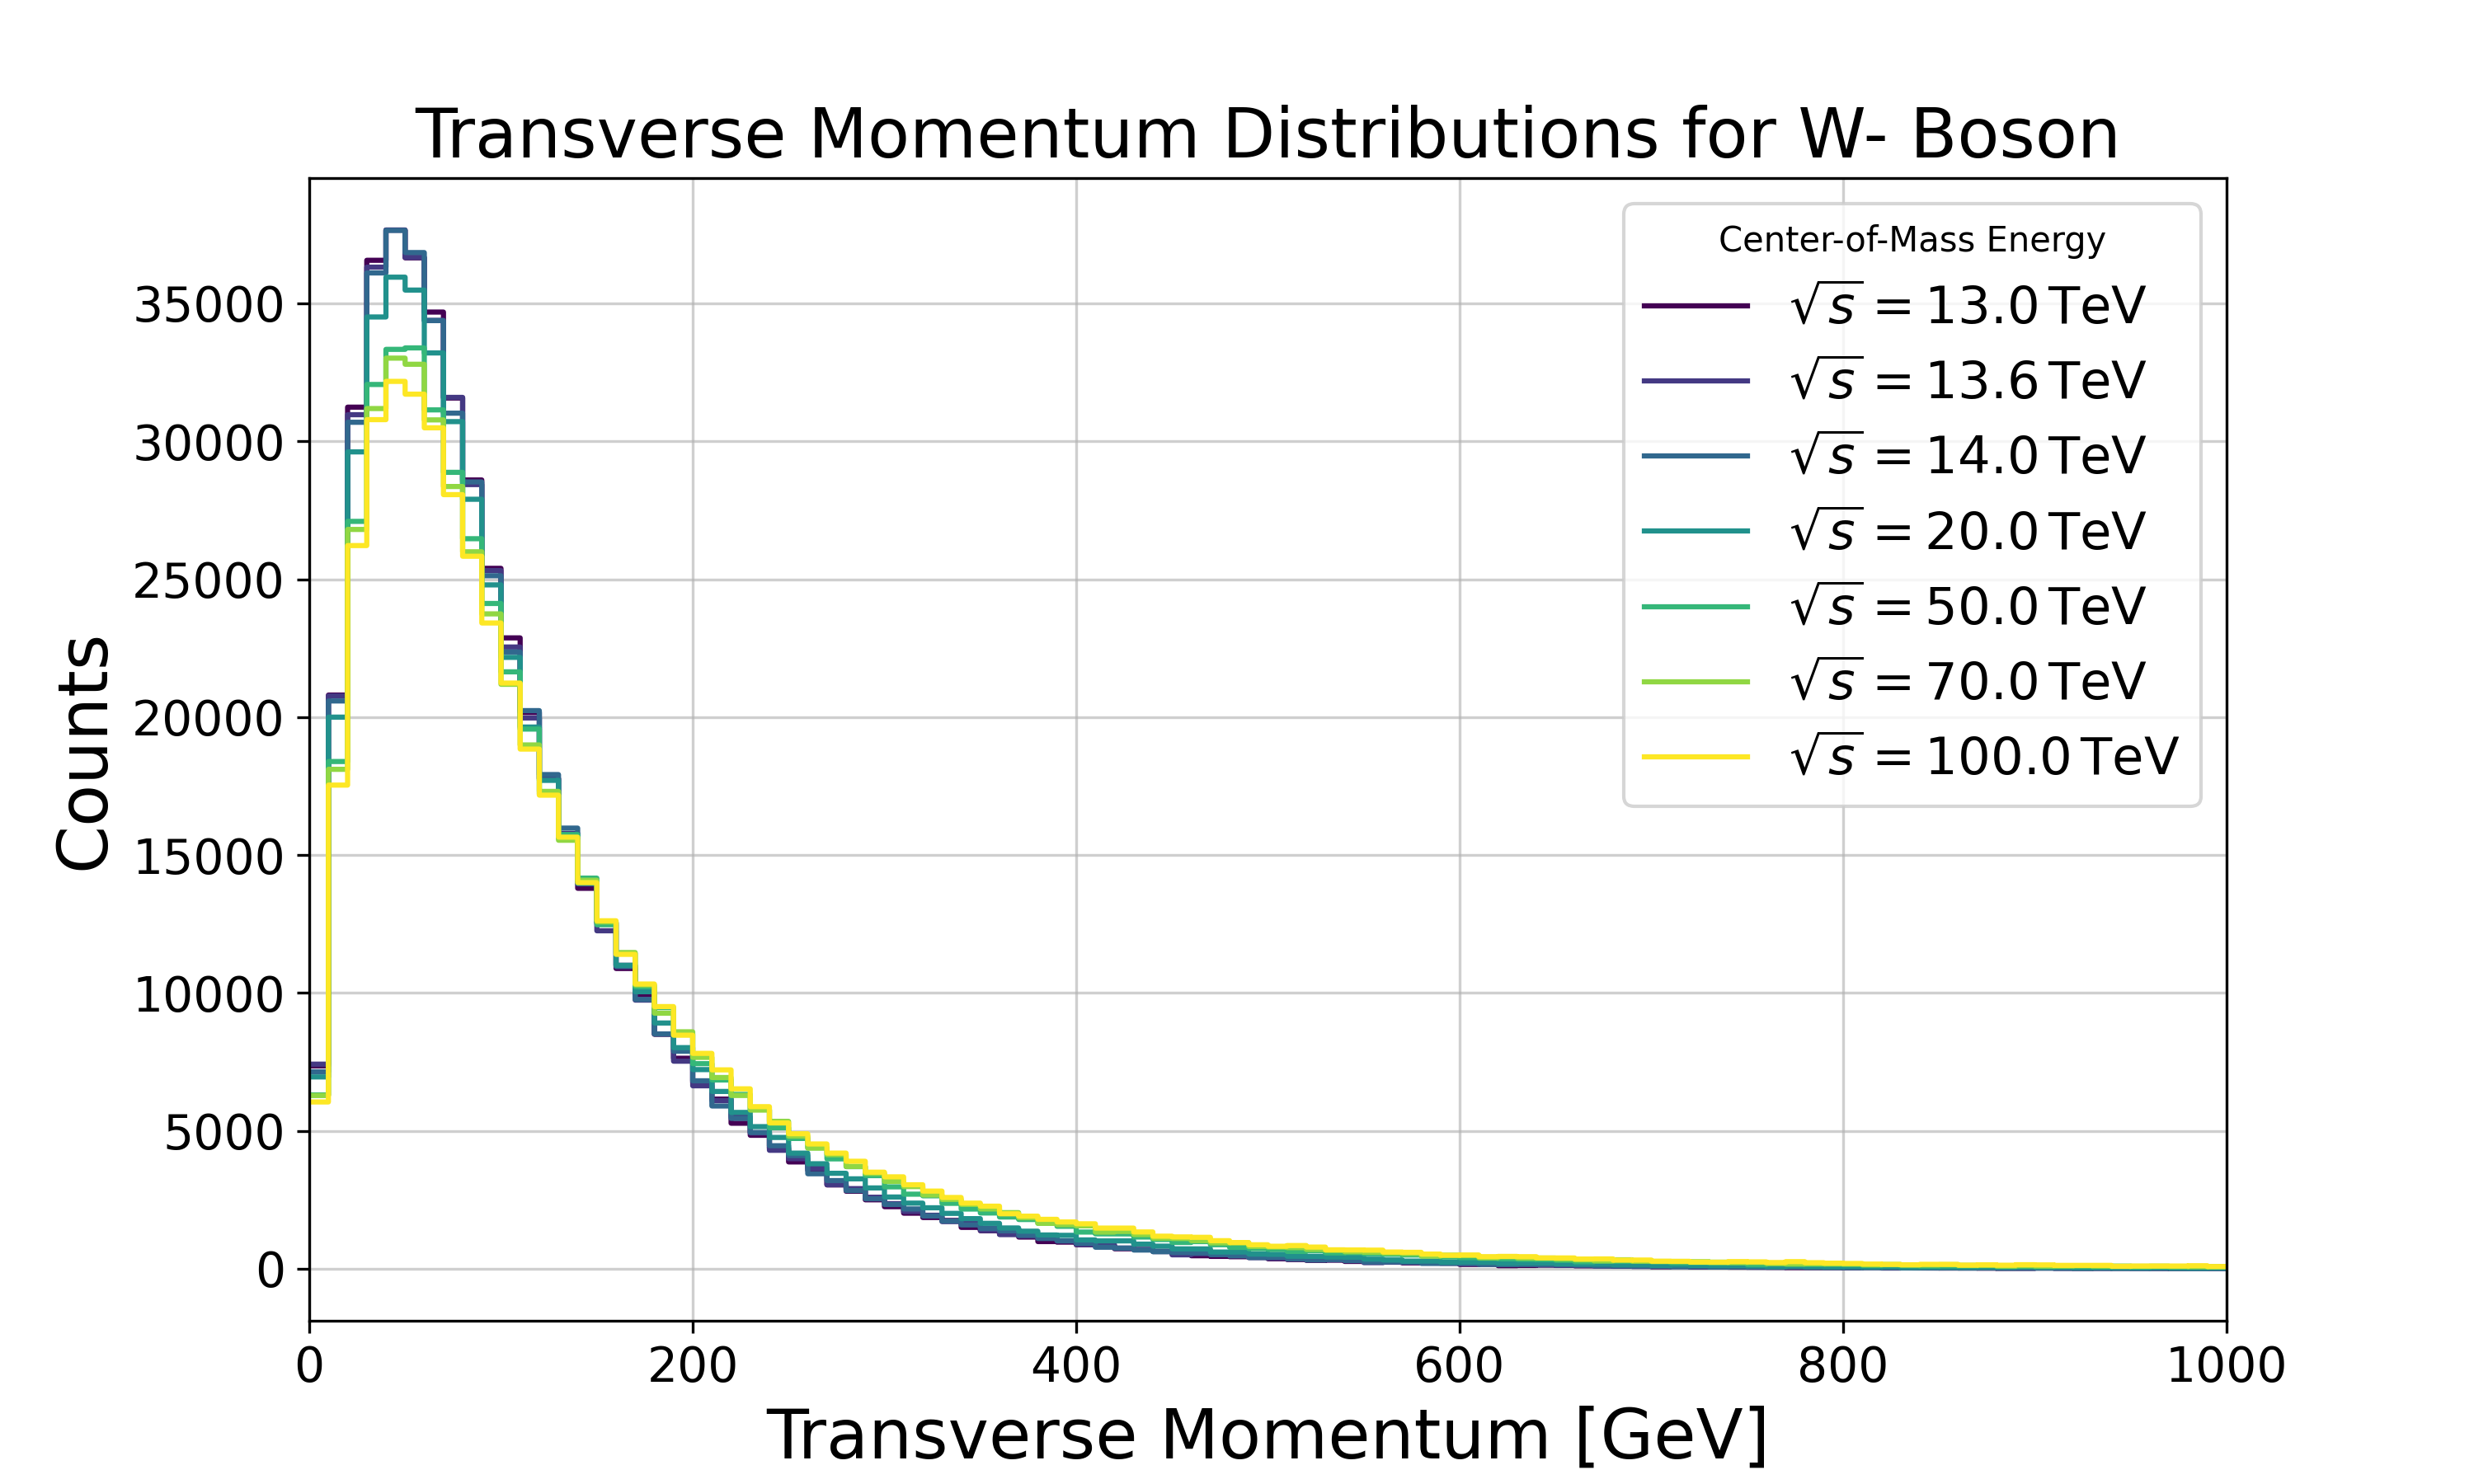 Transverse Momentum Distributions for W- Boson
Center-of-Mass Energy
√s = 13.0 TeV
√s = 13.6 TeV
√s = 14.0 TeV
√s = 20.0 TeV
√s = 50.0 TeV
√s = 70.0 TeV
√s = 100.0 TeV
Counts
35000
30000
25000
20000
15000
10000
5000
0
0 200 400 600 800 1000
Transverse Momentum [GeV]